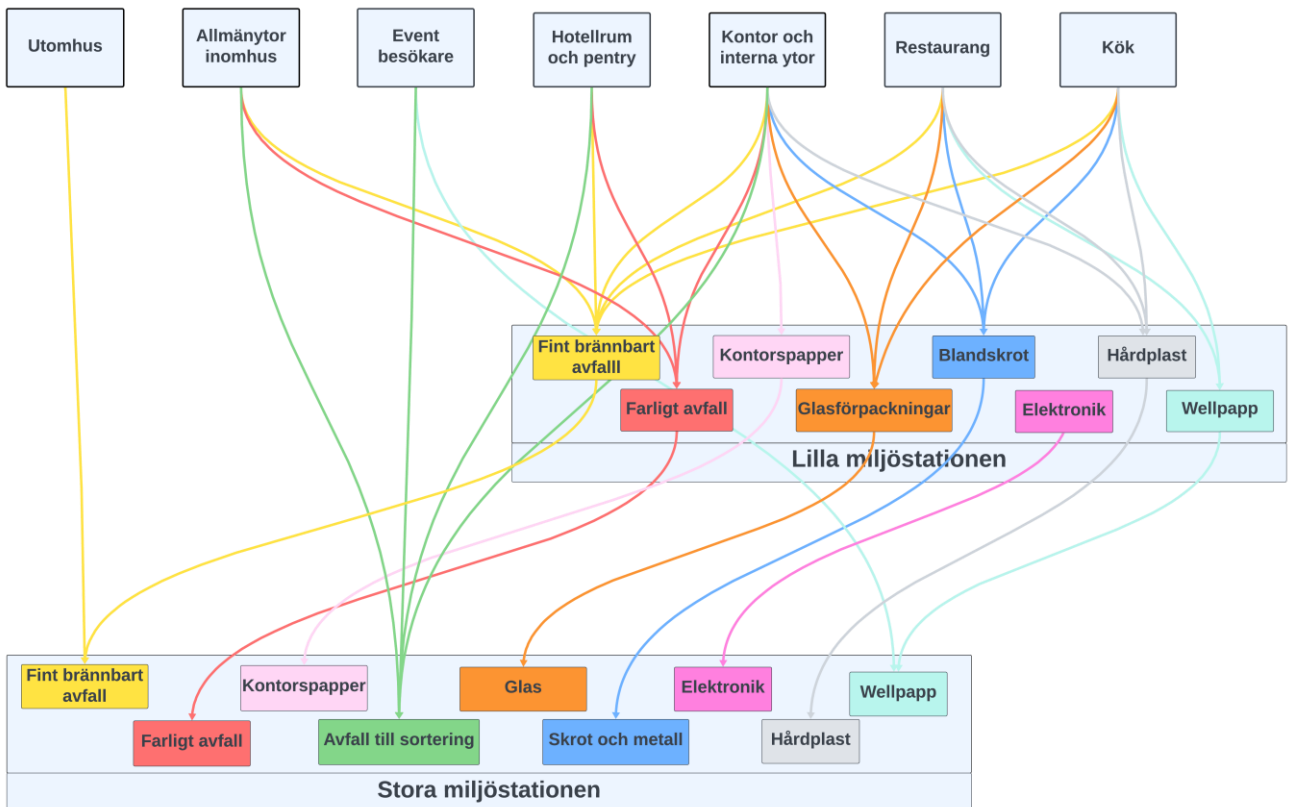 Utomhus
Allmänytor
inomhus
Event
besökare
Hotellrum
och pentry
Kontor och
interna ytor
Restaurang
Kök
Fint brännbart
avfalll
Kontorspapper
Blandskrot
Hårdplast
Farligt avfall
Glasförpackningar
Elektronik
Wellpapp
Lilla miljöstationen
Fint brännbart
avfall
Kontorspapper
Glas
Elektronik
Wellpapp
Farligt avfall
Avfall till sortering
Skrot och metall
Hårdplast
Stora miljöstationen